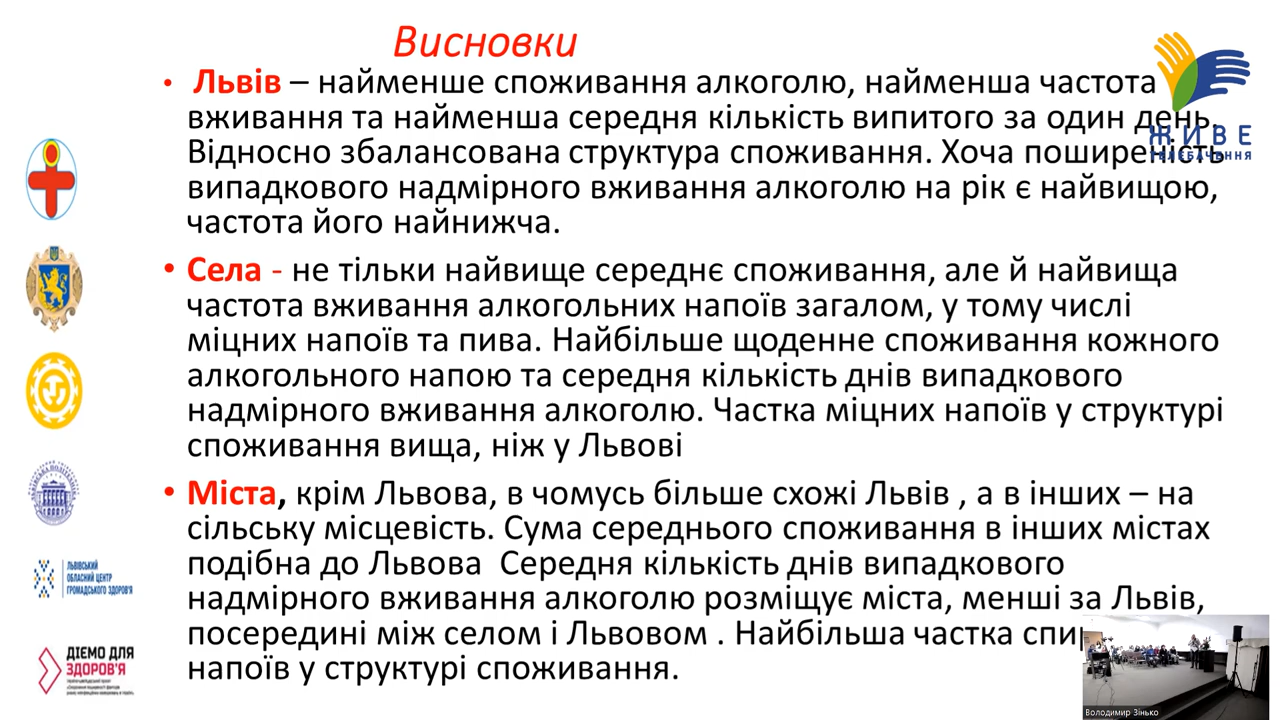 Висновки
• Львів – найменше споживання алкоголю, найменша частота
вживання та найменша середня кількість випитого за один день.
Відносно збалансована структура споживання. Хоча поширеність
випадкового надмірного вживання алкоголю на рік є найвищою,
частота його найнижча.
• Села - не тільки найвище середнє споживання, але й найвища
частота вживання алкогольних напоїв загалом, у тому числі
міцних напоїв та пива. Найбільше щоденне споживання кожного
алкогольного напою та середня кількість днів випадкового
надмірного вживання алкоголю. Частка міцних напоїв у структурі
споживання вища, ніж у Львові
• Міста, крім Львова, в чомусь більше схожі Львів , а в інших – на
сільську місцевість. Сума середнього споживання в інших містах
подібна до Львова Середня кількість днів випадкового
надмірного вживання алкоголю розміщує міста, менші за Львів,
посередині між селом і Львовом . Найбільша частка
напоїв у структурі споживання.
ЖИВЕ
ТЕЛЕБАЧЕННЯ
ЛЬВІВСЬКИЙ
ОБЛАСНИЙ ЦЕНТР
ГРОМАДСЬКОГО ЗДОРОВ'Я
ДІЄМО ДЛЯ
ЗДОРОВ'Я
Володимир Зінько